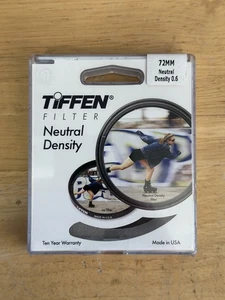 72MM
Neutral
Density 0.6
TIFFEN®
FILTER
Neutral
Density
Ten Year Warranty
Made in USA